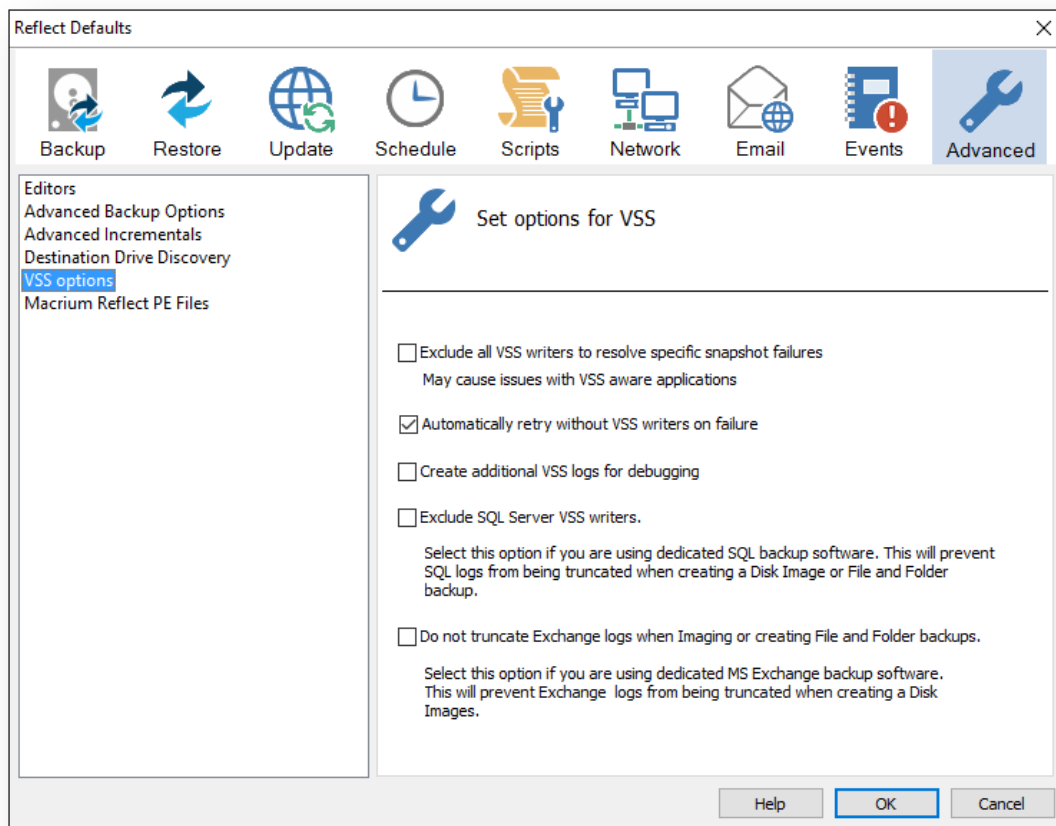 Reflect Defaults
Backup
Restore
Update
Schedule
Scripts
Network
Email
Events
Advanced
Editors
Advanced Backup Options
Advanced Incrementals
Destination Drive Discovery
VSS options
Macrium Reflect PE Files
Set options for VSS
Exclude all VSS writers to resolve specific snapshot failures
May cause issues with VSS aware applications
Automatically retry without VSS writers on failure
Create additional VSS logs for debugging
Exclude SQL Server VSS writers.
Select this option if you are using dedicated SQL backup software. This will prevent
SQL logs from being truncated when creating a Disk Image or File and Folder
backup.
Do not truncate Exchange logs when Imaging or creating File and Folder backups.
Select this option if you are using dedicated MS Exchange backup software.
This will prevent Exchange logs from being truncated when creating a Disk
Images.
Help
OK
Cancel